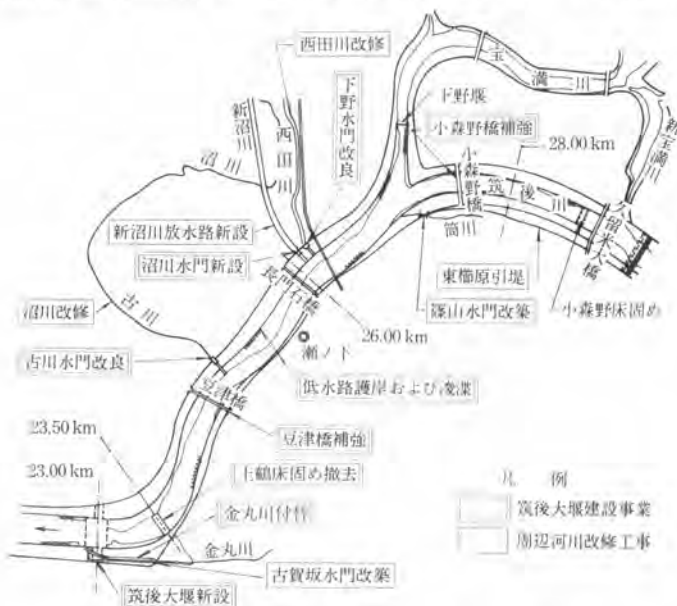 西田川改修
下野水門改良
宝満川
新沼川
西田川
沼川
下野堰
小森野橋補強
28.00 km
新宝満川
小森野橋
筑後川
久留米大橋
筒川
新沼川放水路新設
沼川水門新設
長門石橋
東櫛原引堤
篠山水門改築
小森野床固め
沼川改修
古川
26.00 km
瀬ノ下
古川水門改良
豆津橋
低水路護岸および浚渫
23.50 km
豆津橋補強
23.00 km
上鶴床固め撤去
凡 例
筑後大堰建設事業
周辺河川改修工事
金丸川付替
金丸川
古賀坂水門改築
筑後大堰新設